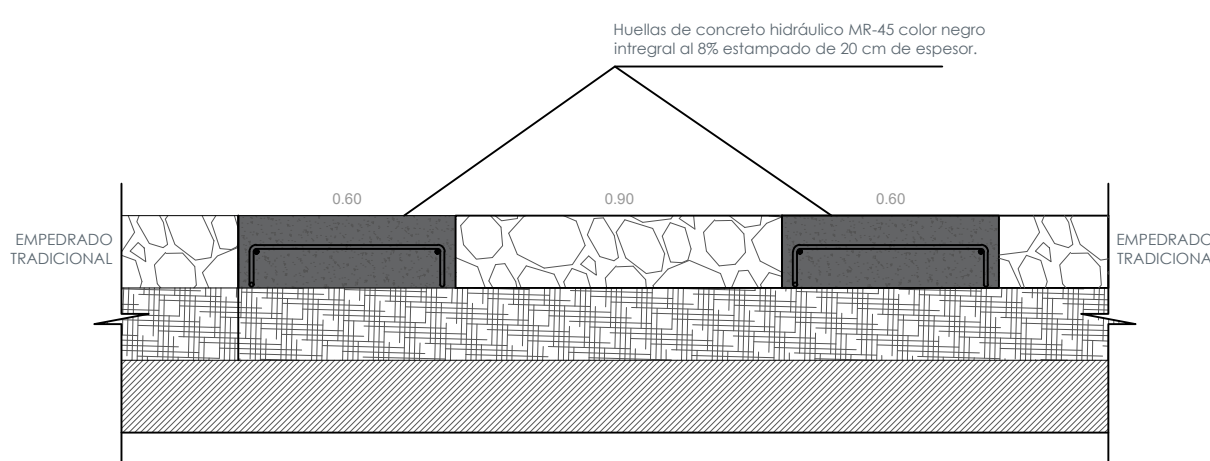 Huellas de concreto hidráulico MR-45 color negro
intregral al 8% estampado de 20 cm de espesor.
0.60
0.90
0.60
EMPEDRADO
TRADICIONAL
EMPEDRADO
TRADICIONA